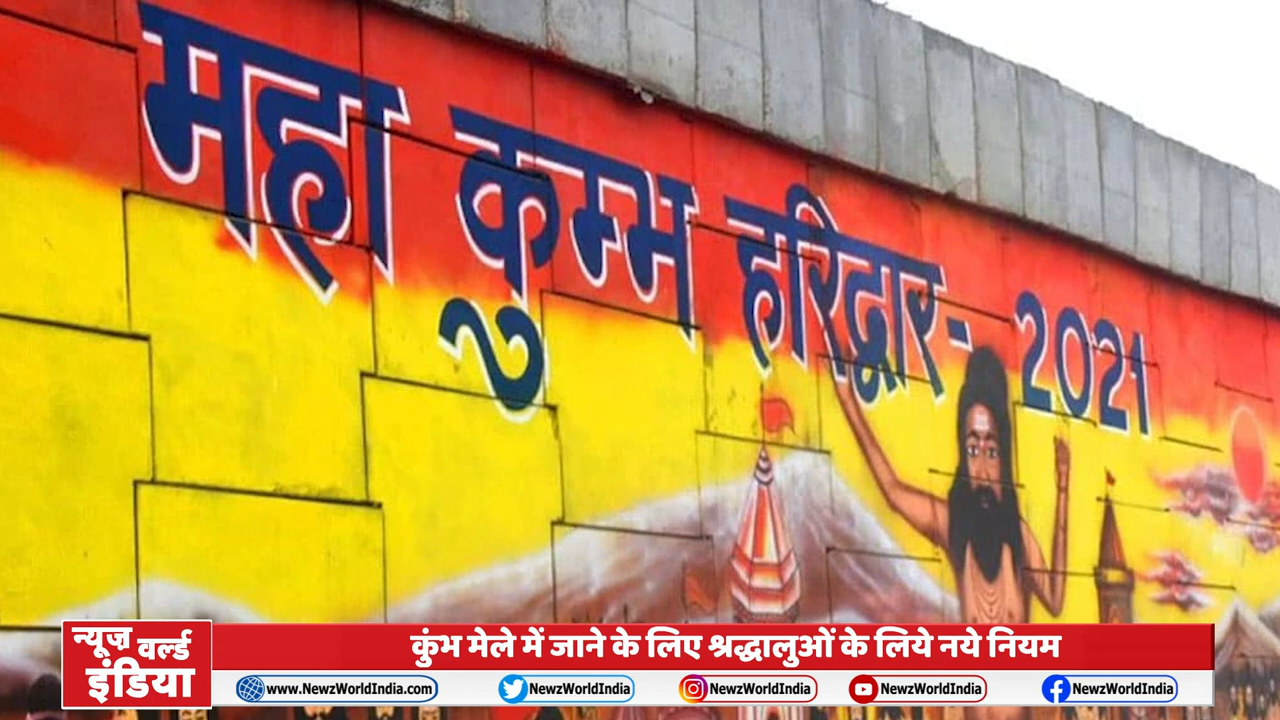 महा कुम्भ हरिद्वार - 2021
न्यूज़ वर्ल्ड
इंडिया
कुंभ मेले में जाने के लिए श्रद्धालुओं के लिये नये नियम
www.NewzWorldIndia.com NewzWorldIndia NewzWorldIndia NewzWorldIndia NewzWorldIndia